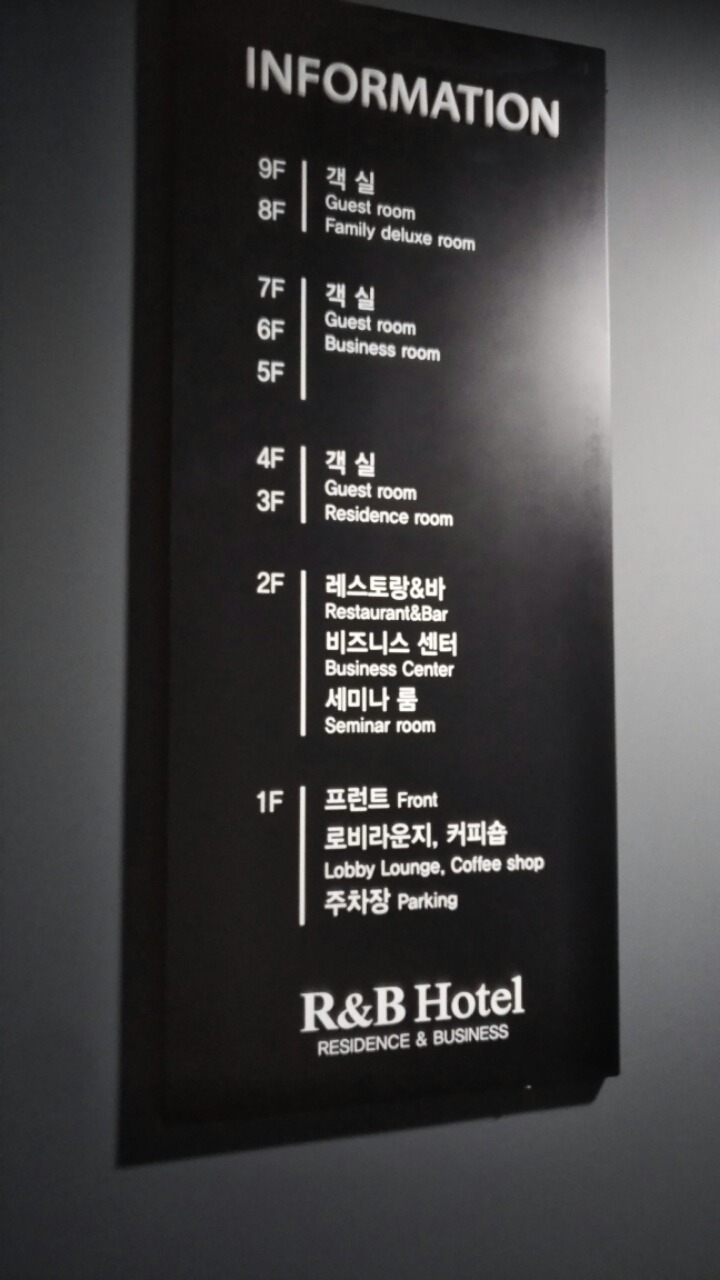 INFORMATION
9F
8F
객 실
Guest room
Family deluxe room
7F
6F
5F
객 실
Guest room
Business room
4F
3F
객 실
Guest room
Residence room
2F
레스토랑&바
Restaurant&Bar
비즈니스 센터
Business Center
세미나 룸
Seminar room
1F
프런트 Front
로비라운지, 커피숍
Lobby Lounge, Coffee shop
주차장 Parking
R&B Hotel
RESIDENCE & BUSINESS